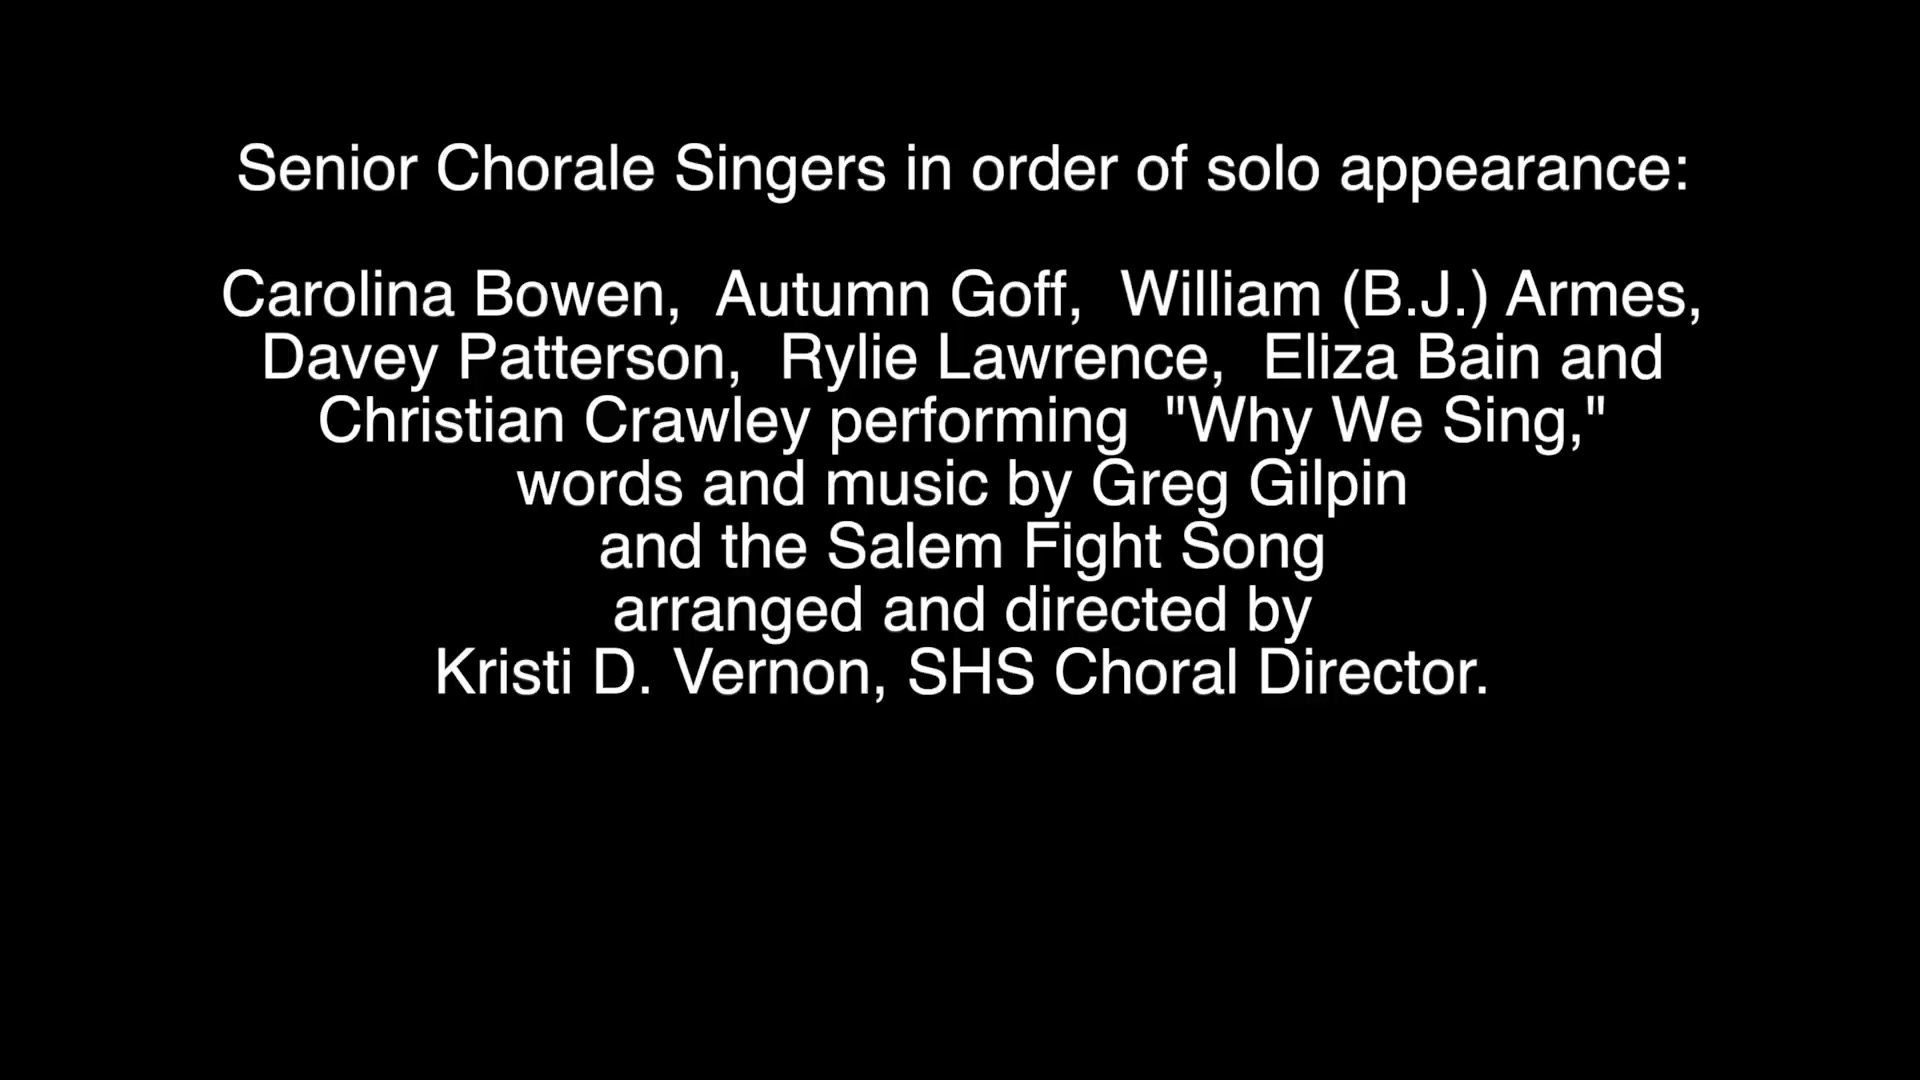 Senior Chorale Singers in order of solo appearance:
Carolina Bowen,  Autumn Goff,  William (B.J.) Armes,
Davey Patterson,  Rylie Lawrence,  Eliza Bain and
Christian Crawley performing  "Why We Sing,"
words and music by Greg Gilpin
and the Salem Fight Song
arranged and directed by
Kristi D. Vernon, SHS Choral Director.